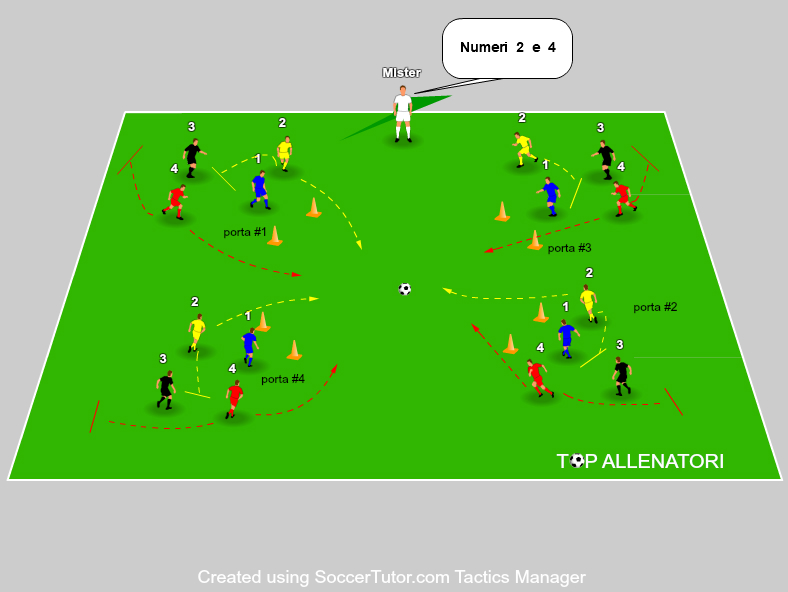 Numeri 2 e 4
Mister
3
2
1
4
porta #1
2
3
1
4
porta #3
2
1
3
4
porta #4
2
1
4
3
porta #2
TOP ALLENATORI
Created using SoccerTutor.com Tactics Manager